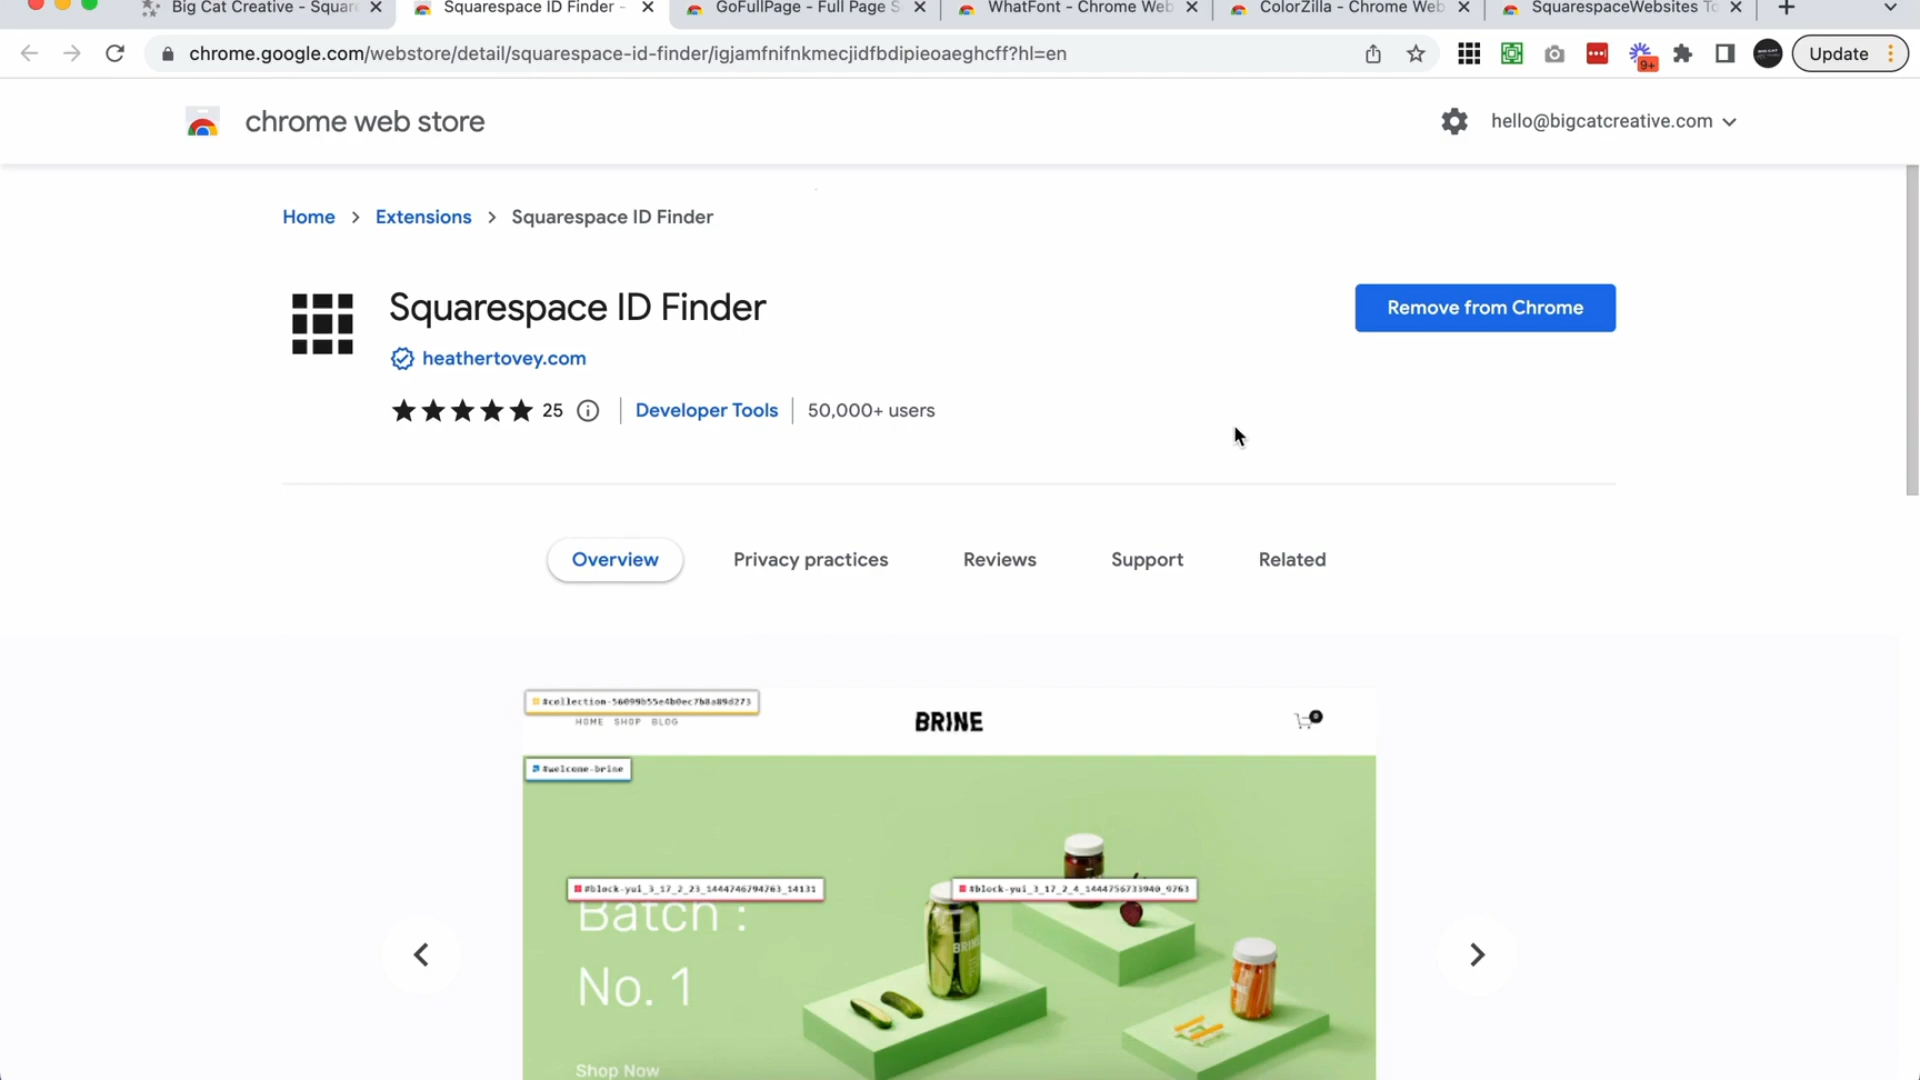 Big Cat Creative - Squar
Squarespace ID Finder -
GoFullPage - Full Page S
WhatFont - Chrome Web
ColorZilla - Chrome Web
SquarespaceWebsites To
chrome.google.com/webstore/detail/squarespace-id-finder/igjamfnifnkmecjidfbdipieoaeghcff?hl=en
9+
Update
chrome web store
hello@bigcatcreative.com
Home > Extensions > Squarespace ID Finder
Squarespace ID Finder
Remove from Chrome
heathertovey.com
25
Developer Tools
50,000+ users
Overview
Privacy practices
Reviews
Support
Related
#collection-56099b55e4b0ec7b8a89d273
HOME SHOP BLOG
BRINE
0
#welcome-brine
#block-yui_3_17_2_23_1444746794763_14131
#block-yui_3_17_2_4_1444756733940_9763
Batch :
BRINE
No. 1
Shop Now